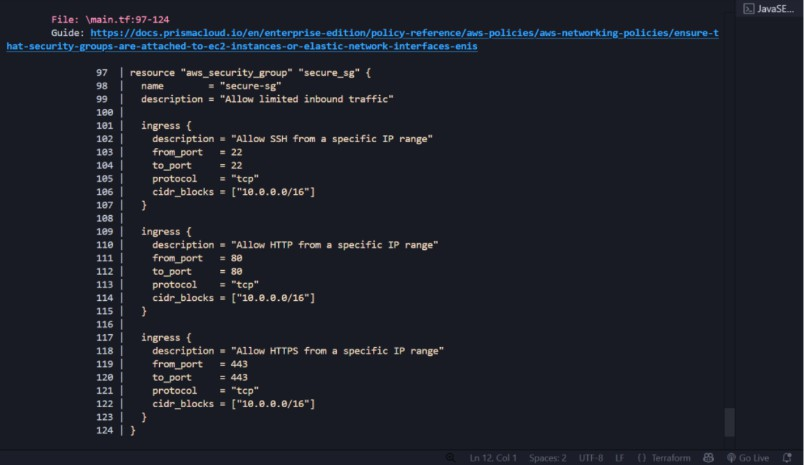 JavaSE...
File: \main.tf:97-124
Guide: https://docs.prismacloud.io/en/enterprise-edition/policy-reference/aws-policies/aws-networking-policies/ensure-t
hat-security-groups-are-attached-to-ec2-instances-or-elastic-network-interfaces-enis
97 | resource "aws_security_group" "secure_sg" {
98 |   name        = "secure-sg"
99 |   description = "Allow limited inbound traffic"
100 |
101 |   ingress {
102 |     description = "Allow SSH from a specific IP range"
103 |     from_port   = 22
104 |     to_port     = 22
105 |     protocol    = "tcp"
106 |     cidr_blocks = ["10.0.0.0/16"]
107 |   }
108 |
109 |   ingress {
110 |     description = "Allow HTTP from a specific IP range"
111 |     from_port   = 80
112 |     to_port     = 80
113 |     protocol    = "tcp"
114 |     cidr_blocks = ["10.0.0.0/16"]
115 |   }
116 |
117 |   ingress {
118 |     description = "Allow HTTPS from a specific IP range"
119 |     from_port   = 443
120 |     to_port     = 443
121 |     protocol    = "tcp"
122 |     cidr_blocks = ["10.0.0.0/16"]
123 |   }
124 | }
Ln 12, Col 1 Spaces: 2 UTF-8 LF {} Terraform Go Live